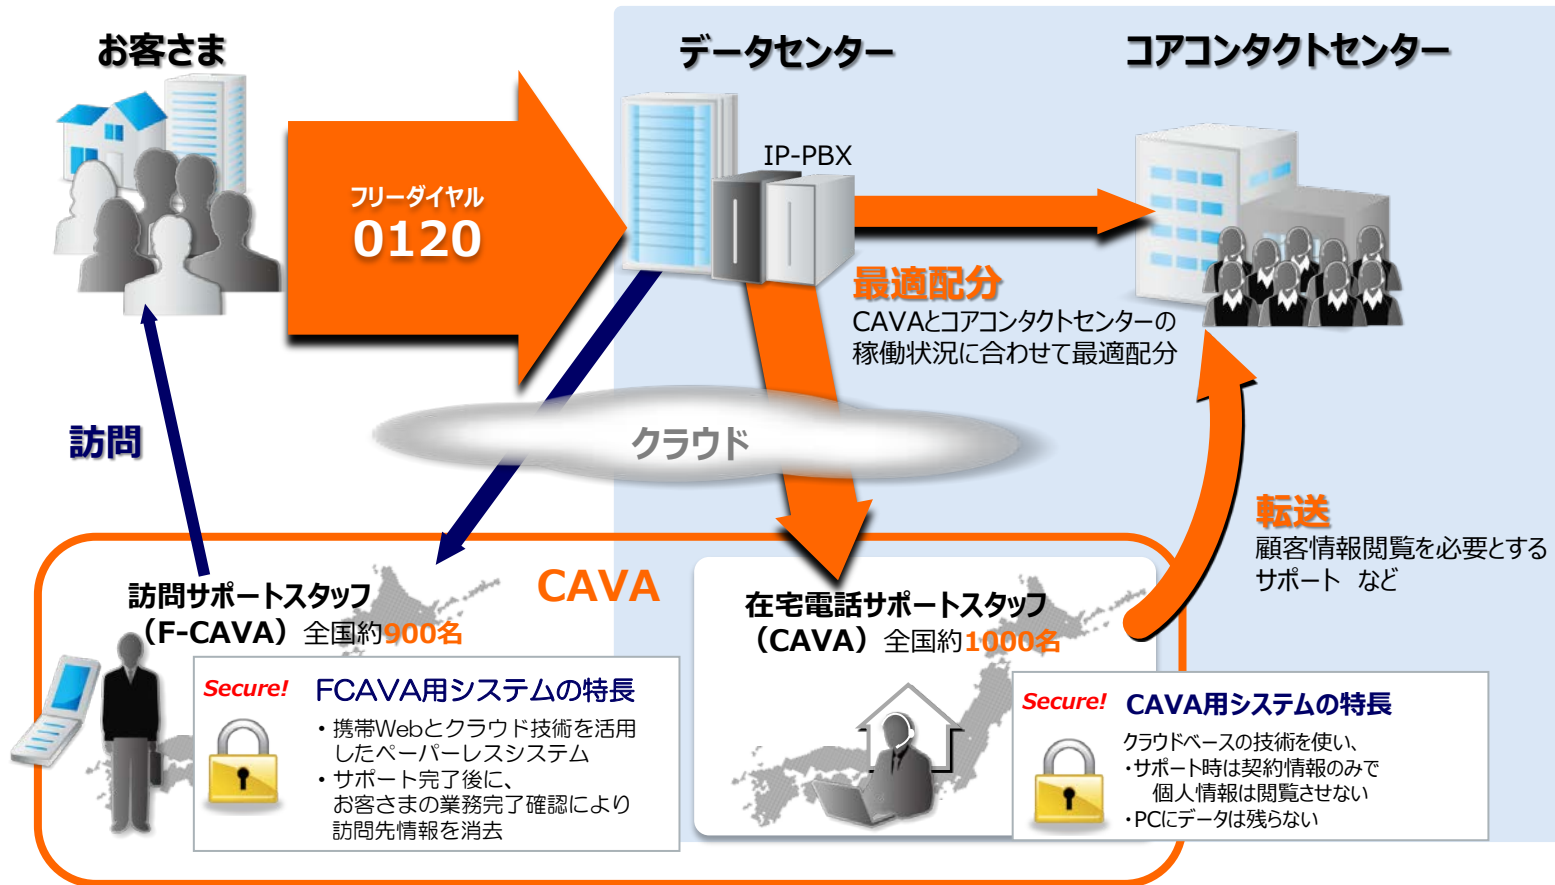 お客さま
データセンター
コアコンタクトセンター
IP-PBX
フリーダイヤル
0120
最適配分
CAVAとコアコンタクトセンターの
稼働状況に合わせて最適配分
クラウド
訪問
転送
顧客情報閲覧を必要とする
サポート など
CAVA
訪問サポートスタッフ
（F-CAVA）全国約900名
在宅電話サポートスタッフ
（CAVA）全国約1000名
Secure!
FCAVA用システムの特長
・携帯Webとクラウド技術を活用
したペーパーレスシステム
・サポート完了後に、
お客さまの業務完了確認により
訪問先情報を消去
Secure!
CAVA用システムの特長
クラウドベースの技術を使い、
・サポート時は契約情報のみで
個人情報は閲覧させない
・PCにデータは残らない